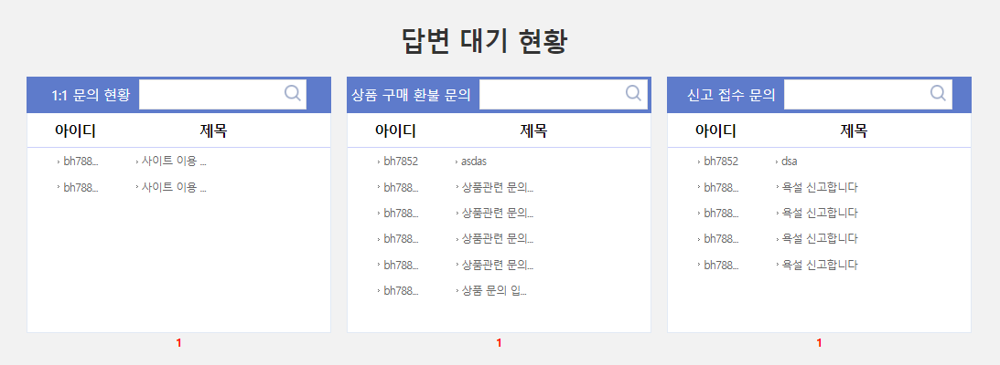 답변 대기 현황
1:1 문의 현황
아이디 제목
bh788... 사이트 이용 ...
bh788... 사이트 이용 ...
1
상품 구매 환불 문의
아이디 제목
bh7852 asdas
bh788... 상품관련 문의...
bh788... 상품관련 문의...
bh788... 상품관련 문의...
bh788... 상품관련 문의...
bh788... 상품 문의 입...
1
신고 접수 문의
아이디 제목
bh7852 dsa
bh788... 욕설 신고합니다
bh788... 욕설 신고합니다
bh788... 욕설 신고합니다
bh788... 욕설 신고합니다
1